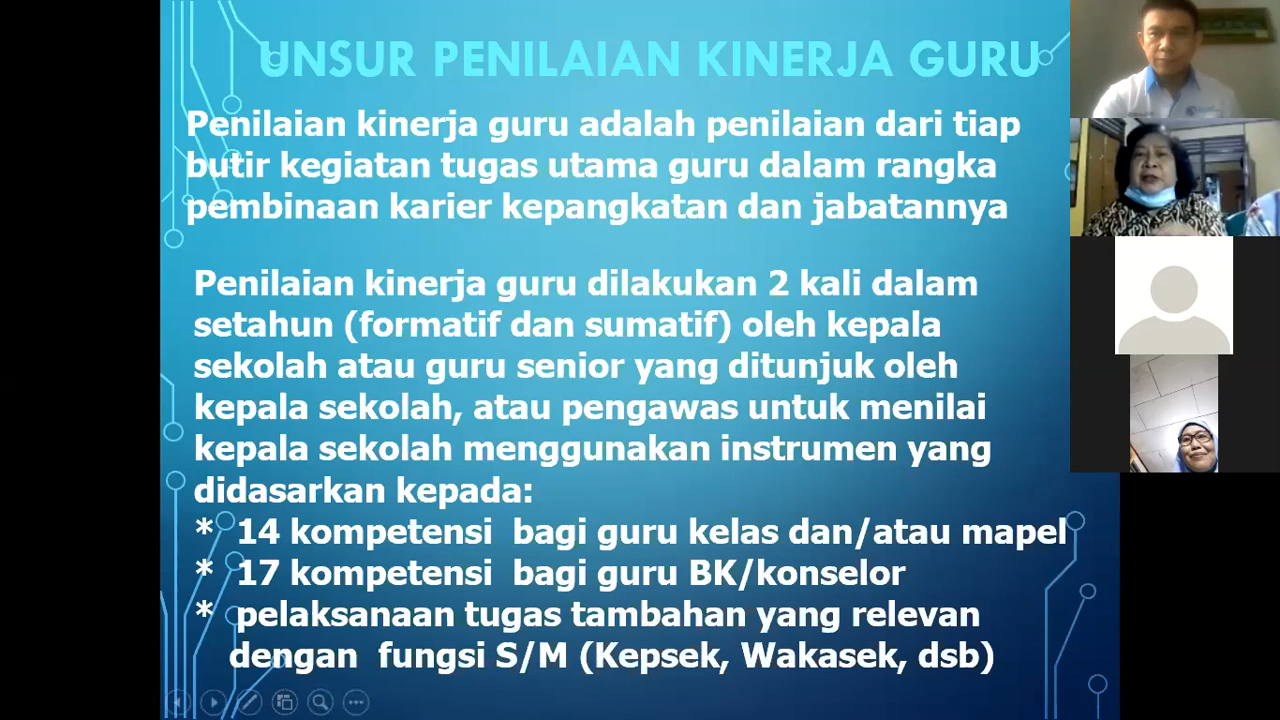 UNSUR PENILAIAN KINERJA GURU
Penilaian kinerja guru adalah penilaian dari tiap
butir kegiatan tugas utama guru dalam rangka
pembinaan karier kepangkatan dan jabatannya
Penilaian kinerja guru dilakukan 2 kali dalam
setahun (formatif dan sumatif) oleh kepala
sekolah atau guru senior yang ditunjuk oleh
kepala sekolah, atau pengawas untuk menilai
kepala sekolah menggunakan instrumen yang
didasarkan kepada:
* 14 kompetensi bagi guru kelas dan/atau mapel
* 17 kompetensi bagi guru BK/konselor
* pelaksanaan tugas tambahan yang relevan
dengan fungsi S/M (Kepsek, Wakasek, dsb)